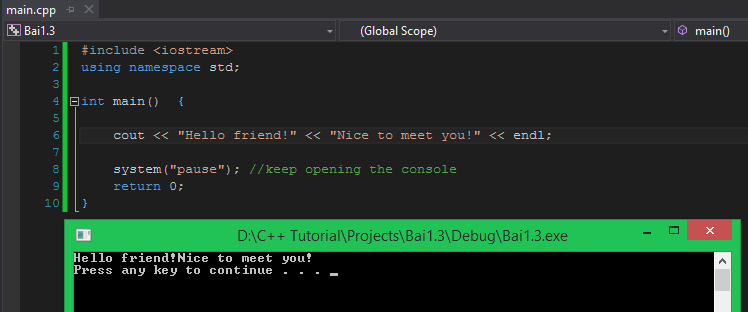 main.cpp
Bai1.3 (Global Scope) main()
1 #include <iostream>
2 using namespace std;
3
4 int main()  {
5
6     cout << "Hello friend!" << "Nice to meet you!" << endl;
7
8     system("pause"); //keep opening the console
9     return 0;
10 }
D:\C++ Tutorial\Projects\Bai1.3\Debug\Bai1.3.exe
Hello friend!Nice to meet you!
Press any key to continue . . . _